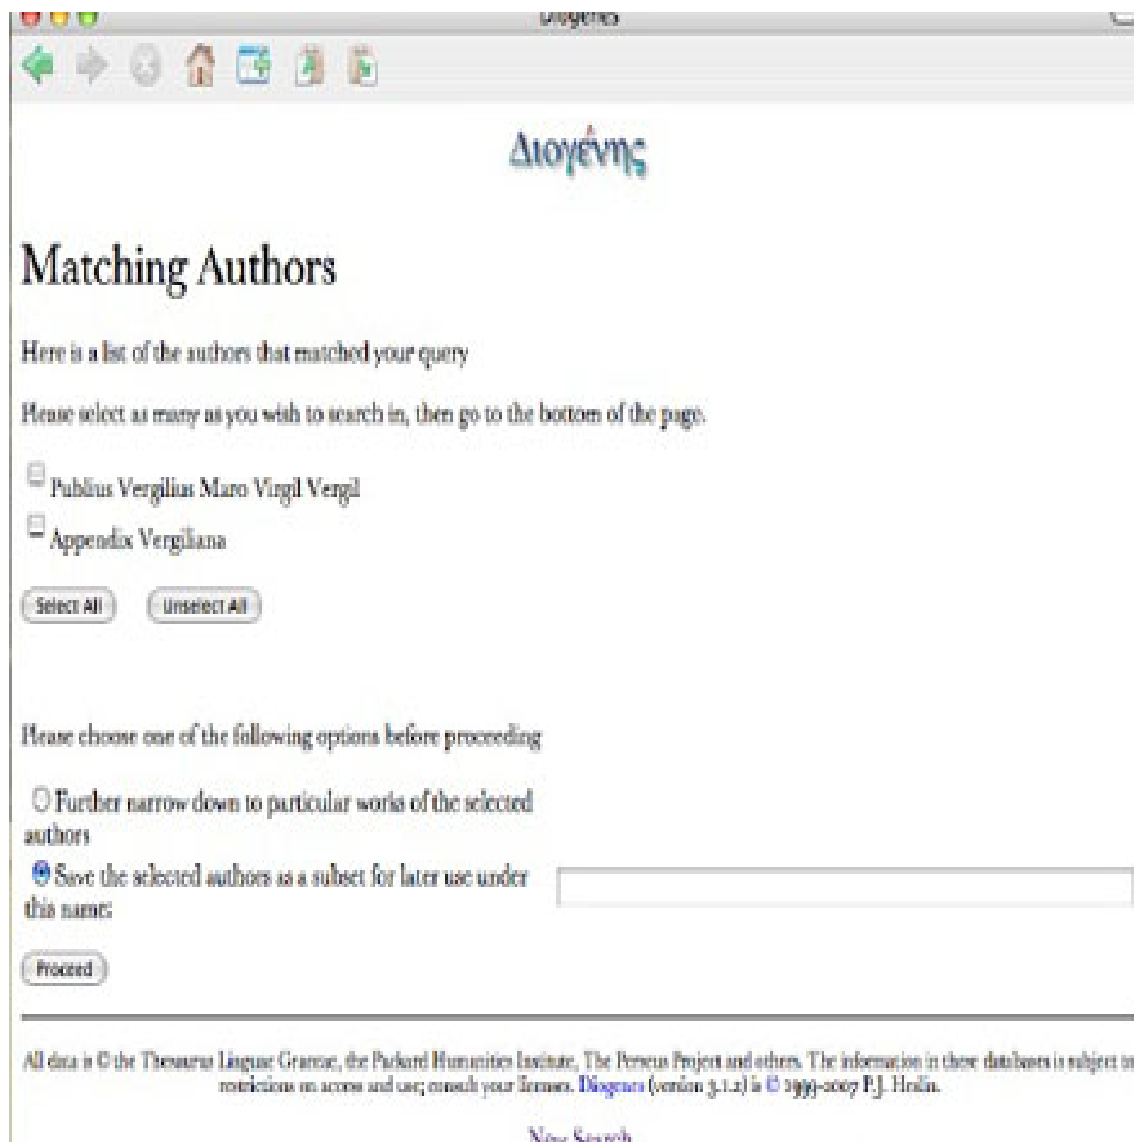 Diogenes
Διογένης
Matching Authors
Here is a list of the authors that matched your query
Please select as many as you wish to search in, then go to the bottom of the page.
Publius Vergilius Maro Virgil Vergil
Appendix Vergiliana
Select All Unselect All
Please choose one of the following options before proceeding
Further narrow down to particular works of the selected
authors
Save the selected authors as a subset for later use under
this name:
Proceed
All data is © the Thesaurus Linguae Graecae, the Packard Humanities Institute, The Perseus Project and others. The information in these databases is subject to
restrictions on access and use; consult your licenses. Diogenes (version 3.1.2) is © 1999-2007 P.J. Heslin.
New Search